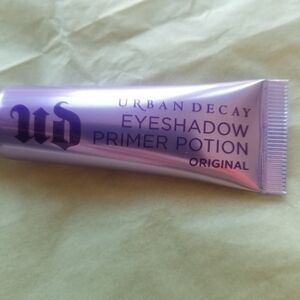 ud
URBAN DECAY
EYESHADOW
PRIMER POTION
ORIGINAL